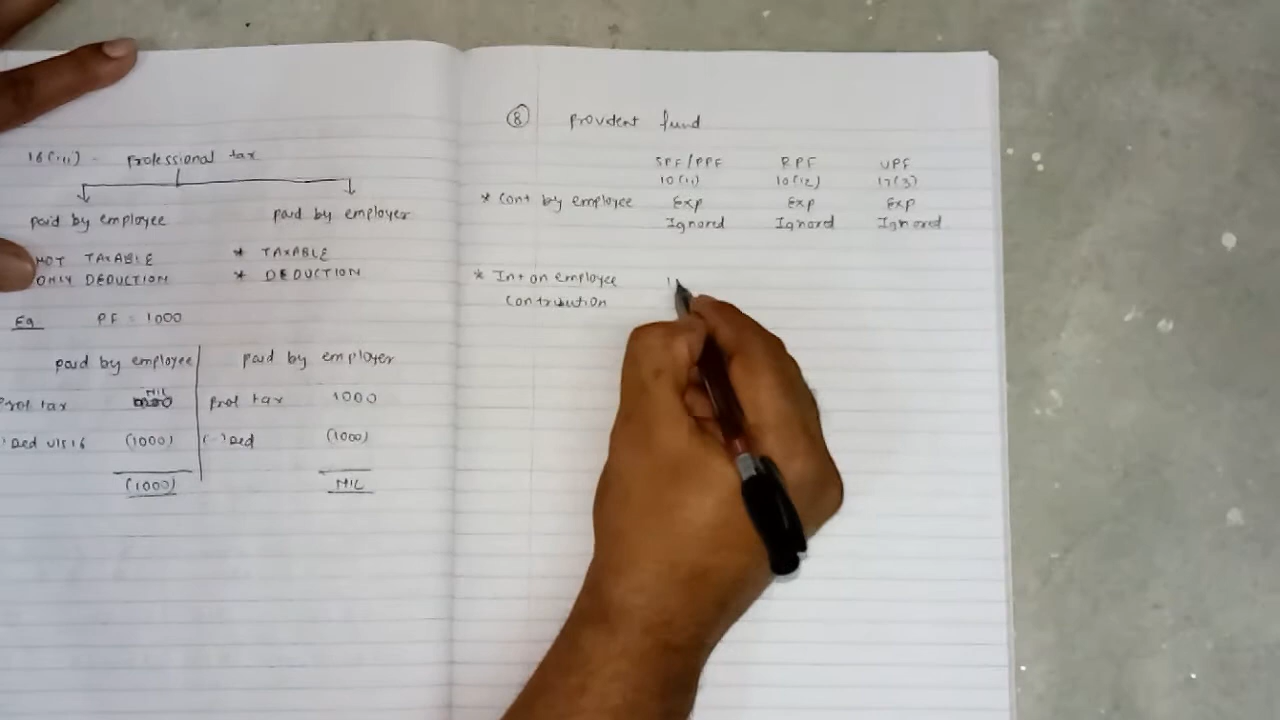 16(iii) - Professional tax
paid by employee
paid by employer
NOT TAXABLE
ONLY DEDUCTION
* TAXABLE
* DEDUCTION
Eg PF = 1000
paid by employee
paid by employer
Prof tax NIL
Prof tax 1000
Ded u/s 16 (1000)
(-) Ded (1000)
(1000)
NIL
8 Provident fund
SPF/PPF RPF UPF
10(11) 10(12) 17(3)
* Cont by employee Exp Exp Exp
Ignored Ignored Ignored
* Int on employee
Contribution